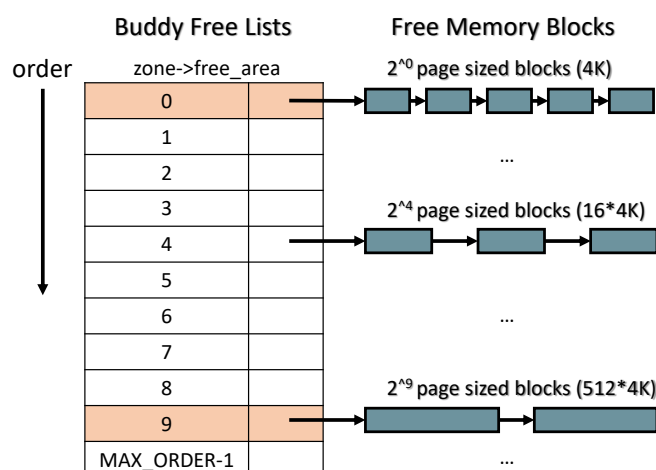 Buddy Free Lists
Free Memory Blocks
order
zone->free_area
2^0 page sized blocks (4K)
0
1
...
2
3
2^4 page sized blocks (16*4K)
4
5
6
...
7
8
2^9 page sized blocks (512*4K)
9
MAX_ORDER-1
...